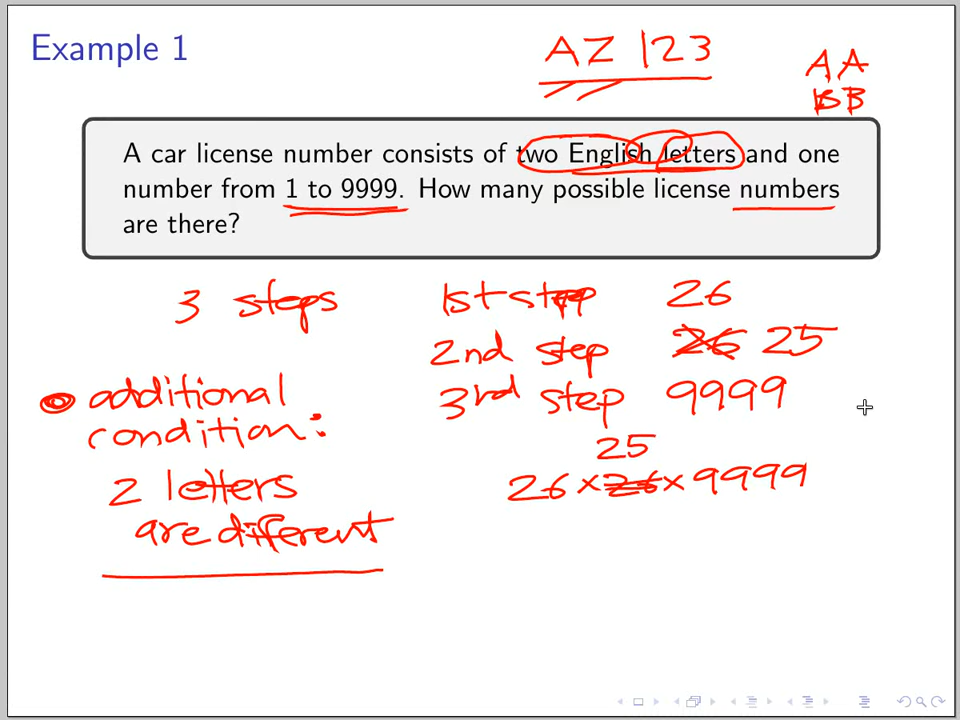 Example 1
AZ 123
AA
BB
A car license number consists of two English letters and one
number from 1 to 9999. How many possible license numbers
are there?
3 steps
1st step 26
2nd step 26 25
3rd step 9999
additional
condition:
2 letters
are different
25
26 × 26 × 9999